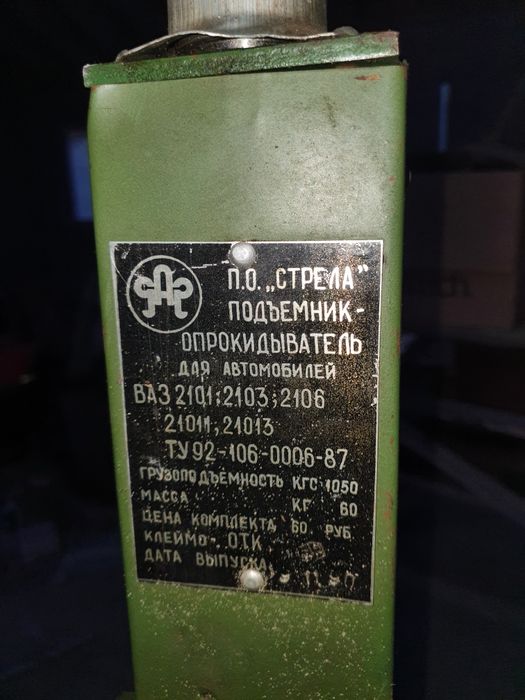 П.О. „СТРЕЛА"
ПОДЪЕМНИК-
ОПРОКИДЫВАТЕЛЬ
ДЛЯ АВТОМОБИЛЕЙ
ВАЗ 2101; 2103; 2106
21011; 21013
ТУ 92-106-0006-87
ГРУЗОПОДЪЕМНОСТЬ КГС 1050
МАССА КГ 60
ЦЕНА КОМПЛЕКТА 60 РУБ
КЛЕЙМО ОТК
ДАТА ВЫПУСКА